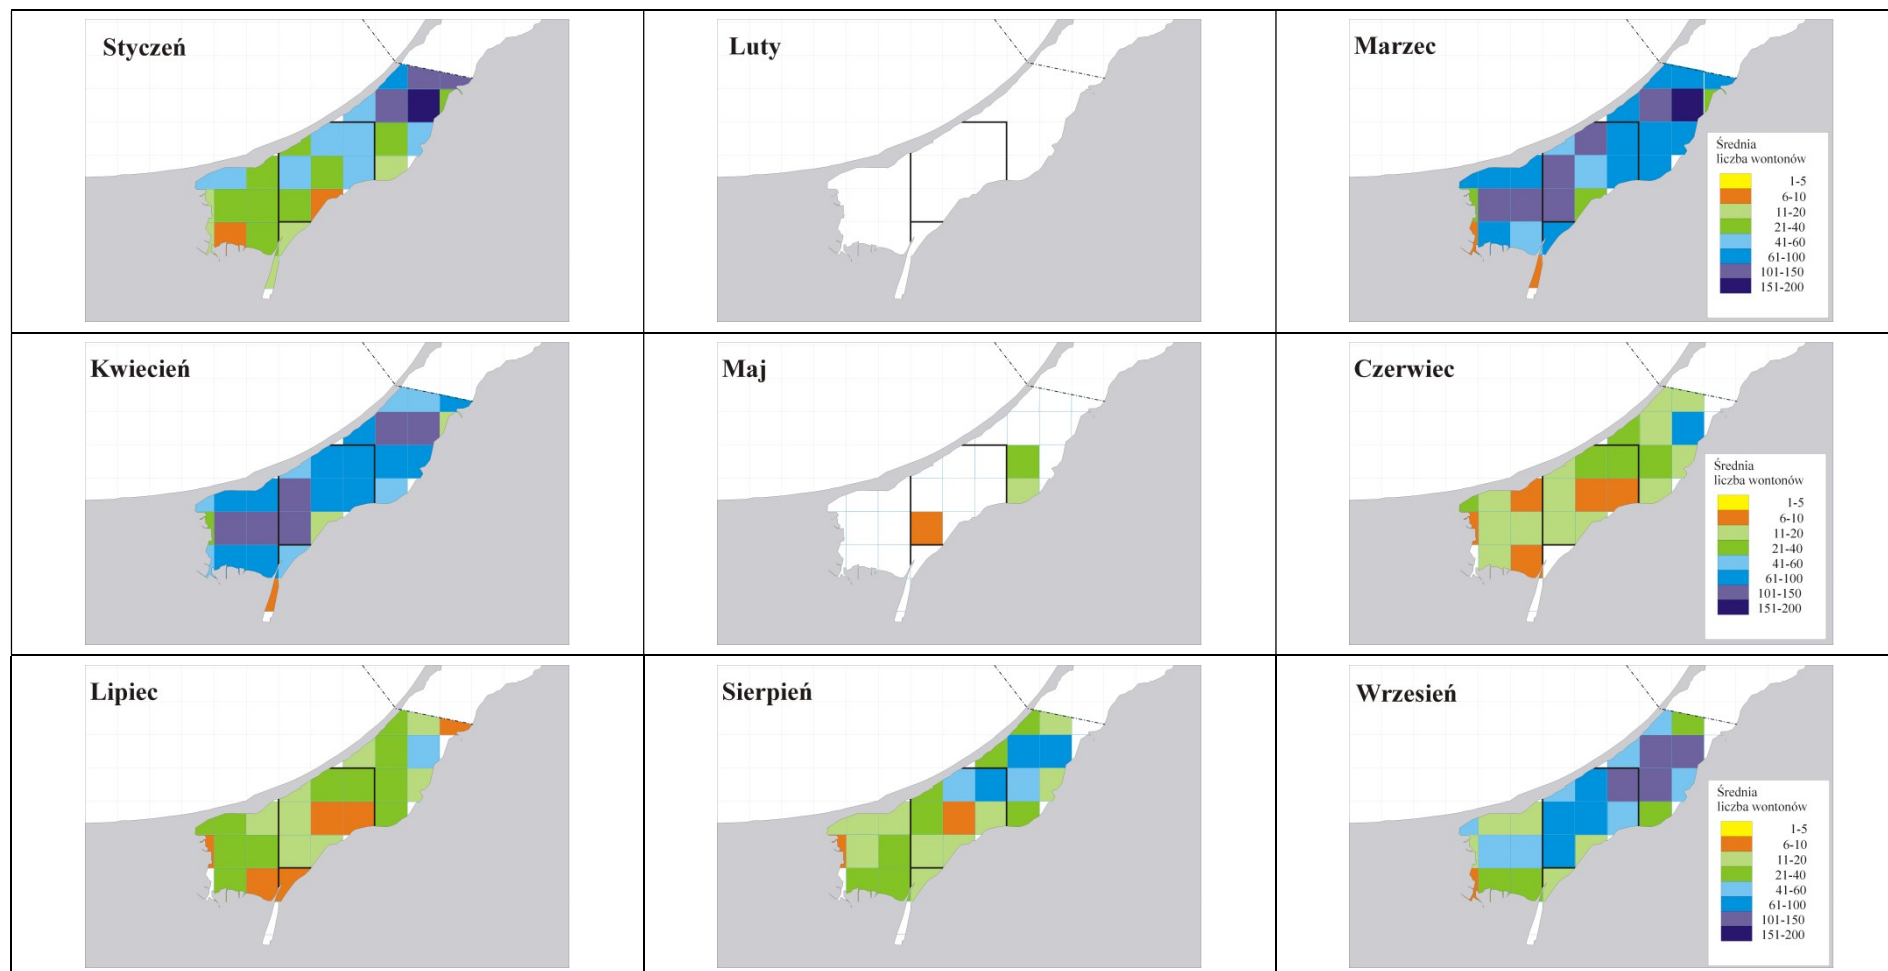 Styczeń
Luty
Marzec
Średnia
liczba wontonów
1-5
6-10
11-20
21-40
41-60
61-100
101-150
151-200
Kwiecień
Maj
Czerwiec
Średnia
liczba wontonów
1-5
6-10
11-20
21-40
41-60
61-100
101-150
151-200
Lipiec
Sierpień
Wrzesień
Średnia
liczba wontonów
1-5
6-10
11-20
21-40
41-60
61-100
101-150
151-200